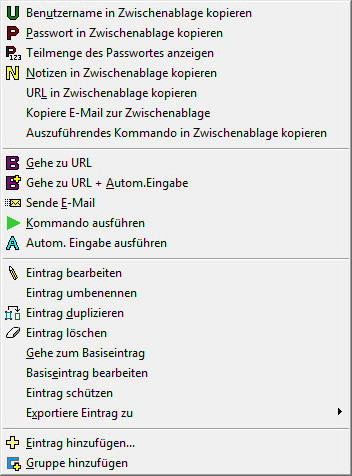 Benutzername in Zwischenablage kopieren
Passwort in Zwischenablage kopieren
Teilmenge des Passwortes anzeigen
Notizen in Zwischenablage kopieren
URL in Zwischenablage kopieren
Kopiere E-Mail zur Zwischenablage
Auszuführendes Kommando in Zwischenablage kopieren
Gehe zu URL
Gehe zu URL + Autom.Eingabe
Sende E-Mail
Kommando ausführen
Autom. Eingabe ausführen
Eintrag bearbeiten
Eintrag umbenennen
Eintrag duplizieren
Eintrag löschen
Gehe zum Basiseintrag
Basiseintrag bearbeiten
Eintrag schützen
Exportiere Eintrag zu
Eintrag hinzufügen...
Gruppe hinzufügen